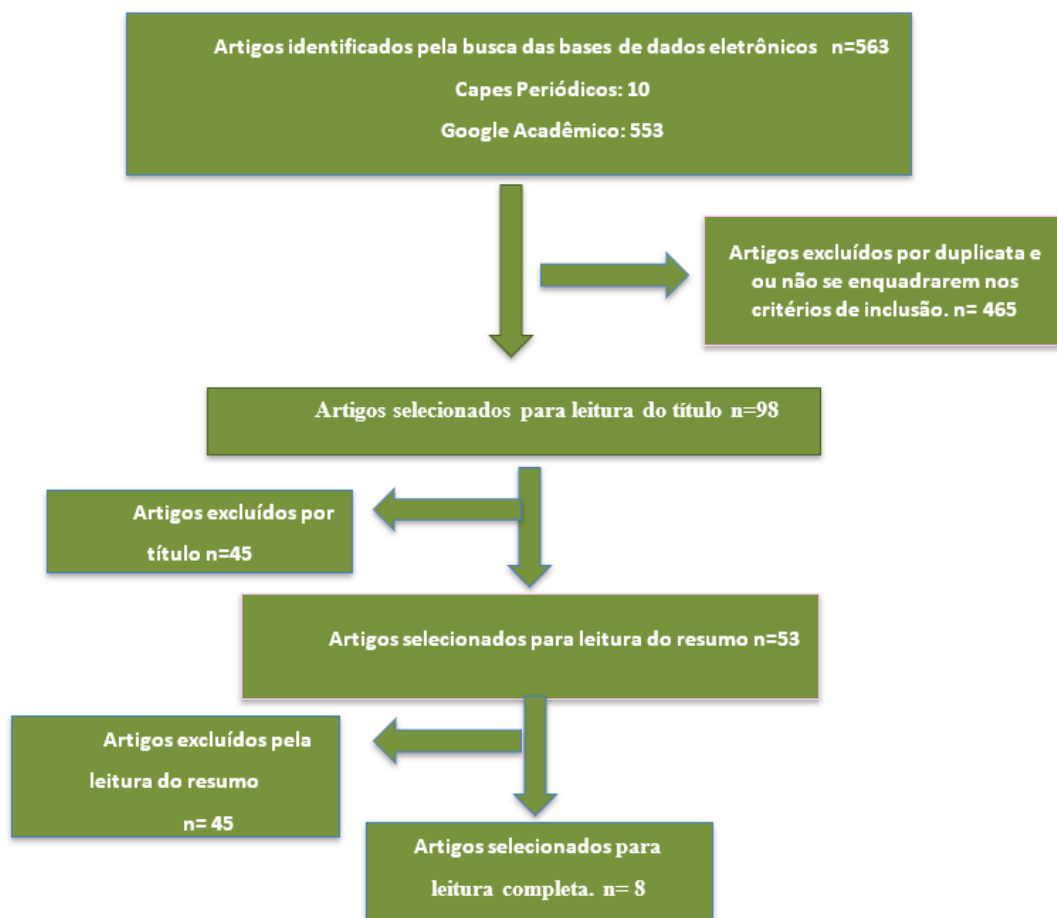 Artigos identificados pela busca das bases de dados eletrônicos n=563
Capes Periódicos: 10
Google Acadêmico: 553
Artigos excluídos por duplicata e
ou não se enquadrarem nos
critérios de inclusão. n= 465
Artigos selecionados para leitura do título n=98
Artigos excluídos por
título n=45
Artigos selecionados para leitura do resumo n=53
Artigos excluídos pela
leitura do resumo
n= 45
Artigos selecionados para
leitura completa. n= 8